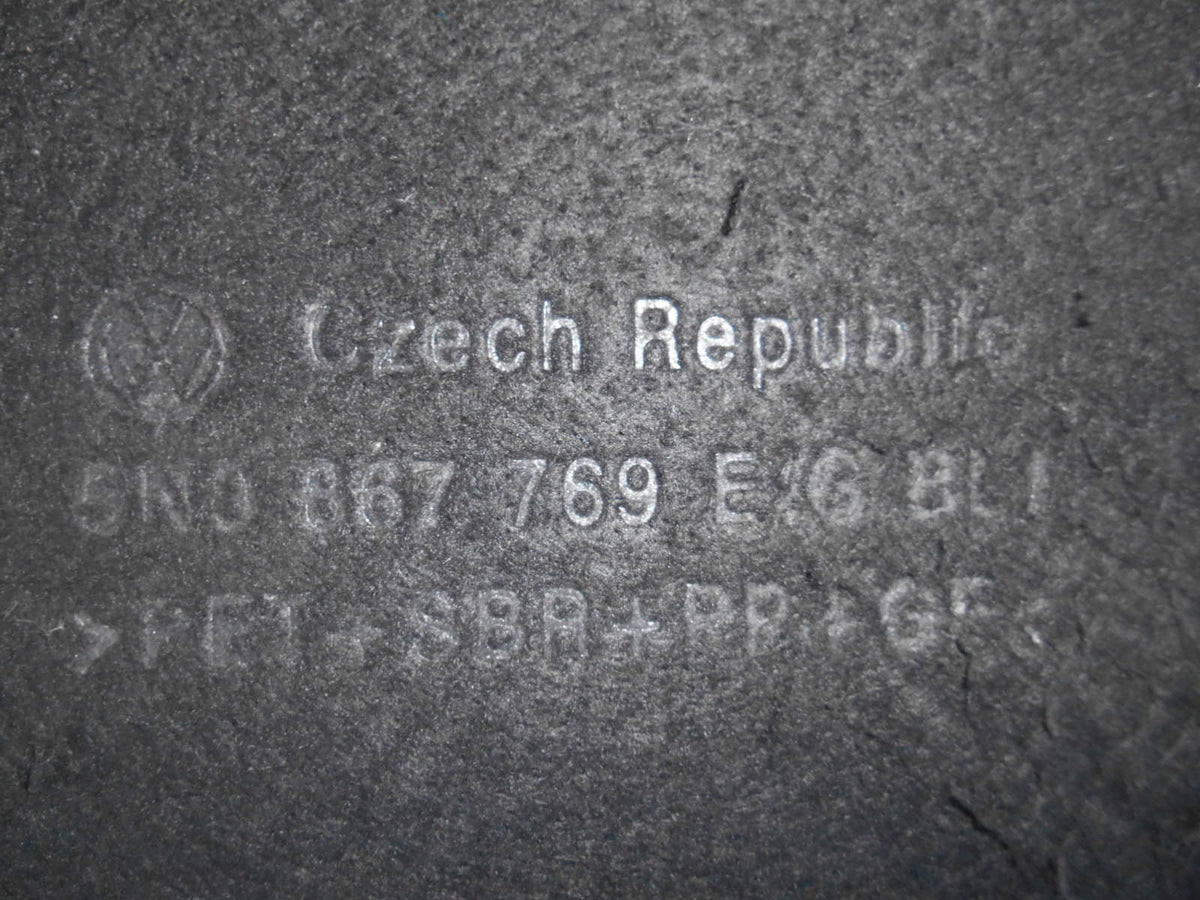 Czech Republic
5N0 867 769 E/G BLI
>PET+SBR+PP+GF<